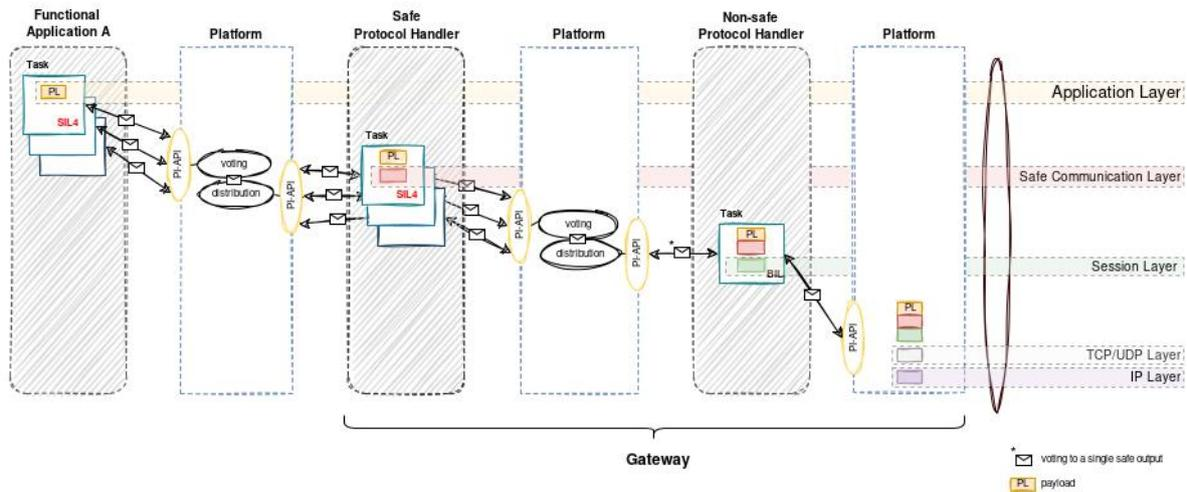 Functional
Application A
Platform
Safe
Protocol Handler
Platform
Non-safe
Protocol Handler
Platform
Task
PL
SIL4
PI-API
voting
distribution
PI-API
Task
PL
SIL4
PI-API
voting
distribution
PI-API
*
Task
PL
BIL
PI-API
PL
Application Layer
Safe Communication Layer
Session Layer
TCP/UDP Layer
IP Layer
Gateway
* voting to a single safe output
PL payload